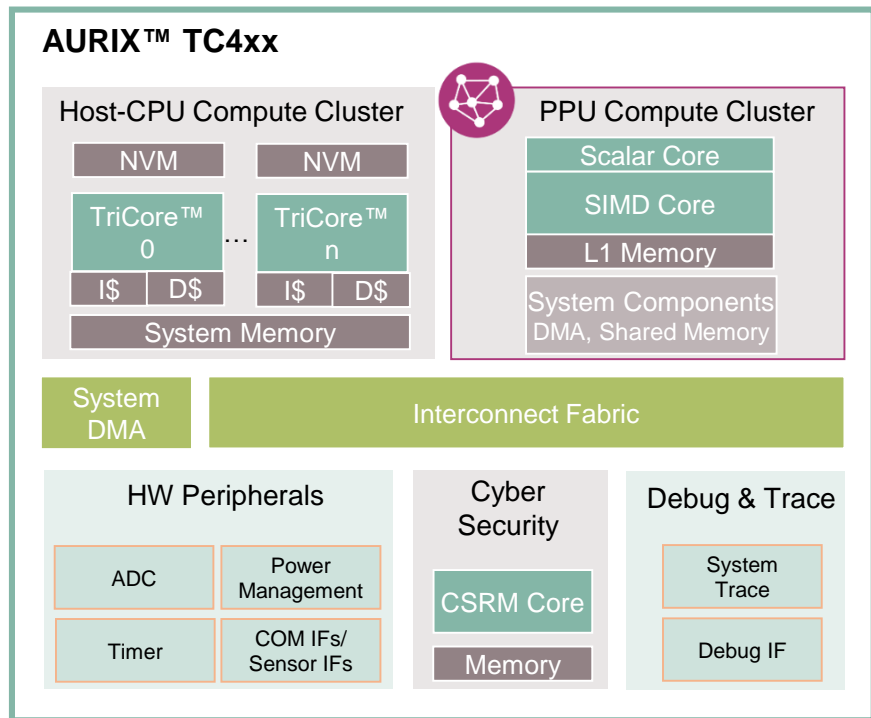 AURIX™ TC4xx
Host-CPU Compute Cluster
NVM
NVM
TriCore™
0
...
TriCore™
n
I$
D$
I$
D$
System Memory
PPU Compute Cluster
Scalar Core
SIMD Core
L1 Memory
System Components
DMA, Shared Memory
System
DMA
Interconnect Fabric
HW Peripherals
ADC
Power
Management
Timer
COM IFs/
Sensor IFs
Cyber
Security
CSRM Core
Memory
Debug & Trace
System
Trace
Debug IF